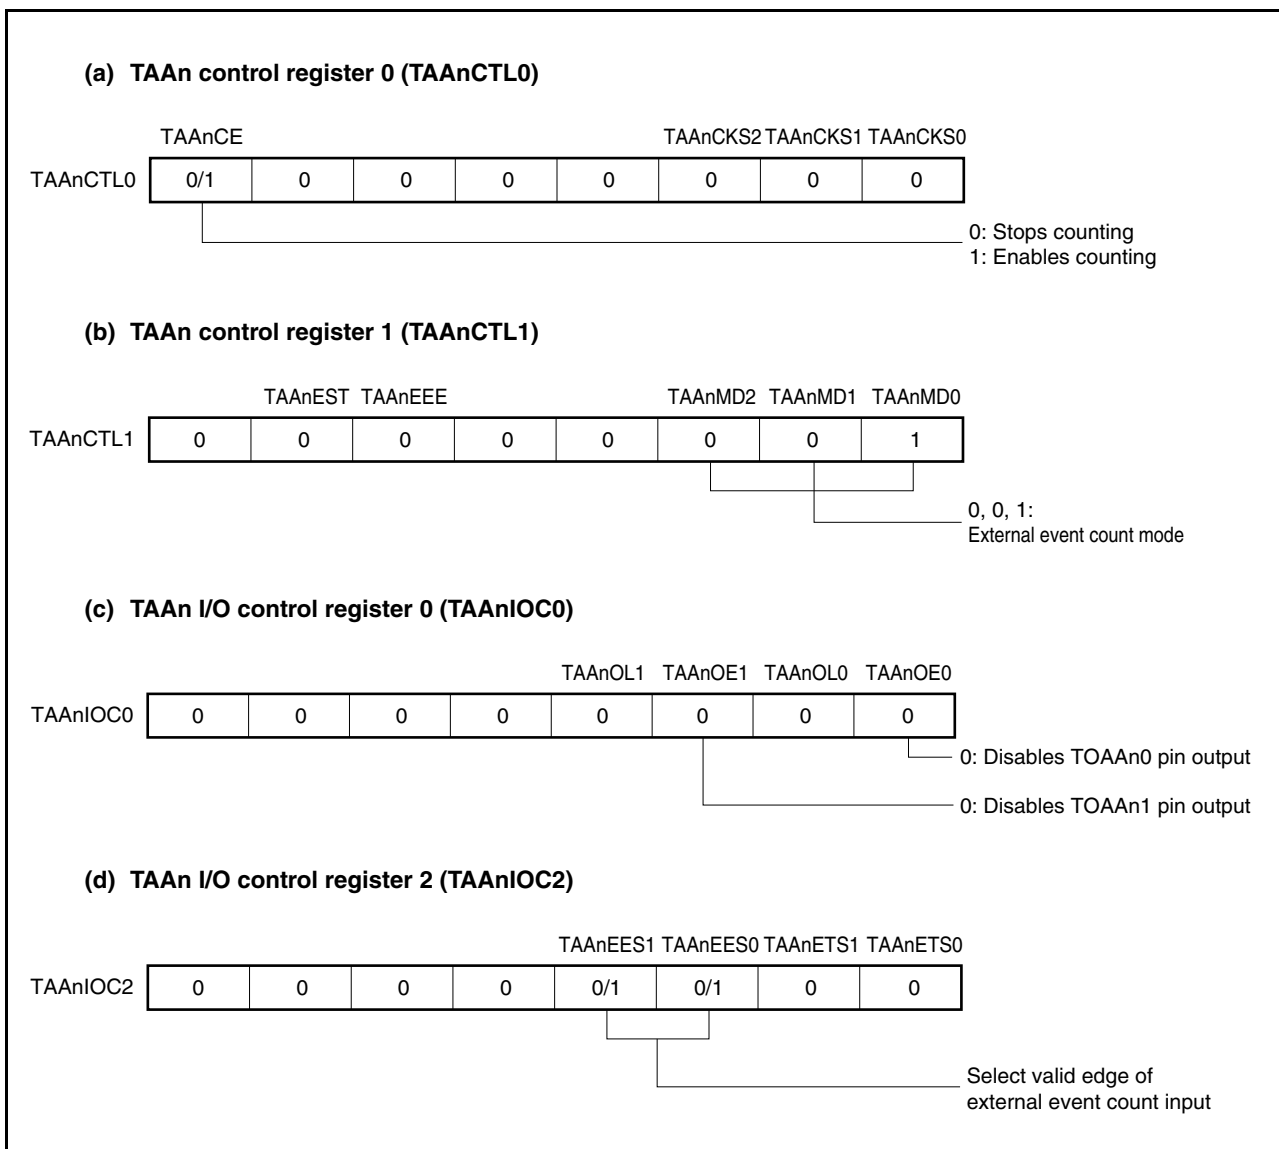 (a) TAAn control register 0 (TAAnCTL0)
TAAnCE TAAnCKS2 TAAnCKS1 TAAnCKS0
TAAnCTL0 0/1 0 0 0 0 0 0 0
0: Stops counting
1: Enables counting
(b) TAAn control register 1 (TAAnCTL1)
TAAnEST TAAnEEE TAAnMD2 TAAnMD1 TAAnMD0
TAAnCTL1 0 0 0 0 0 0 0 1
0, 0, 1:
External event count mode
(c) TAAn I/O control register 0 (TAAnIOC0)
TAAnOL1 TAAnOE1 TAAnOL0 TAAnOE0
TAAnIOC0 0 0 0 0 0 0 0 0
0: Disables TOAAn0 pin output
0: Disables TOAAn1 pin output
(d) TAAn I/O control register 2 (TAAnIOC2)
TAAnEES1 TAAnEES0 TAAnETS1 TAAnETS0
TAAnIOC2 0 0 0 0 0/1 0/1 0 0
Select valid edge of
external event count input